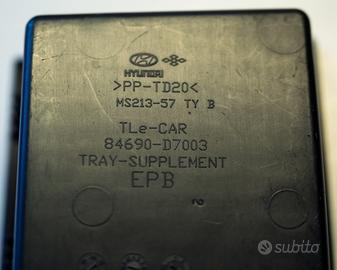 HYUNDAI
>PP-TD20<
MS213-57 TY B
TLe-CAR
84690-D7003
TRAY-SUPPLEMENT
EPB
subito